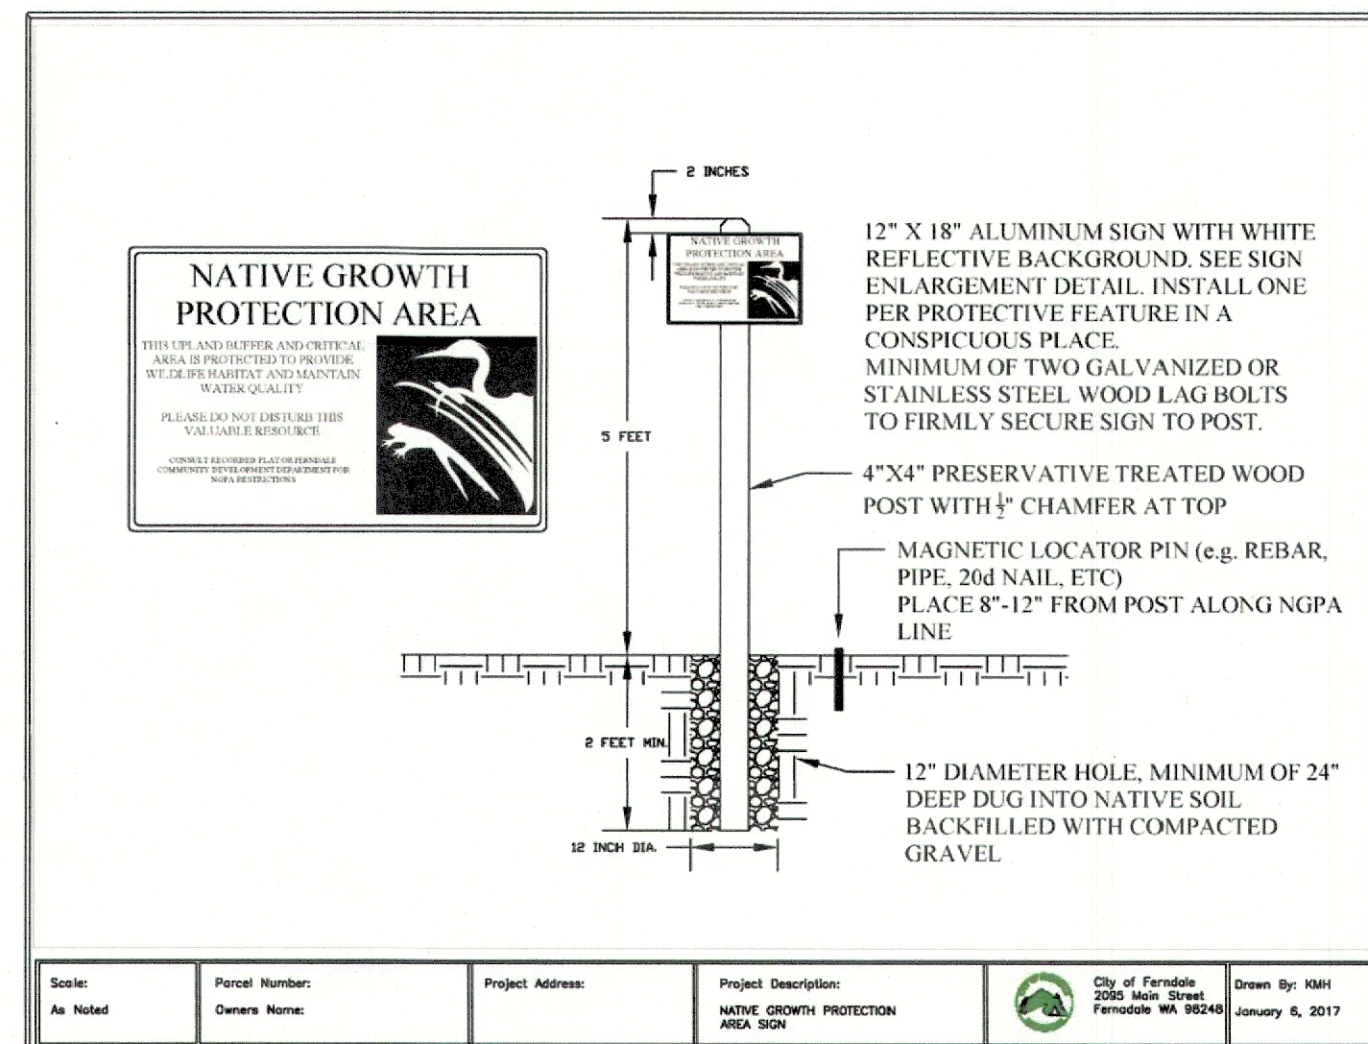 2 INCHES
NATIVE GROWTH
PROTECTION AREA
THIS UPLAND BUFFER AND CRITICAL
AREA IS PROTECTED TO PROVIDE
WILDLIFE HABITAT AND MAINTAIN
WATER QUALITY
PLEASE DO NOT DISTURB THIS
VALUABLE RESOURCE
CONSULT RECORDED PLAT OR FERNDALE
COMMUNITY DEVELOPMENT DEPARTMENT FOR
NGPA RESTRICTIONS
NATIVE GROWTH
PROTECTION AREA
12" X 18" ALUMINUM SIGN WITH WHITE
REFLECTIVE BACKGROUND. SEE SIGN
ENLARGEMENT DETAIL. INSTALL ONE
PER PROTECTIVE FEATURE IN A
CONSPICUOUS PLACE.
MINIMUM OF TWO GALVANIZED OR
STAINLESS STEEL WOOD LAG BOLTS
TO FIRMLY SECURE SIGN TO POST.
5 FEET
4"X4" PRESERVATIVE TREATED WOOD
POST WITH ½" CHAMFER AT TOP
MAGNETIC LOCATOR PIN (e.g. REBAR,
PIPE, 20d NAIL, ETC)
PLACE 8"-12" FROM POST ALONG NGPA
LINE
2 FEET MIN.
12" DIAMETER HOLE, MINIMUM OF 24"
DEEP DUG INTO NATIVE SOIL
BACKFILLED WITH COMPACTED
GRAVEL
12 INCH DIA.
Scale:
As Noted
Parcel Number:
Owners Name:
Project Address:
Project Description:
NATIVE GROWTH PROTECTION
AREA SIGN
City of Ferndale
2095 Main Street
Fernadale WA 98248
Drawn By: KMH
January 6, 2017